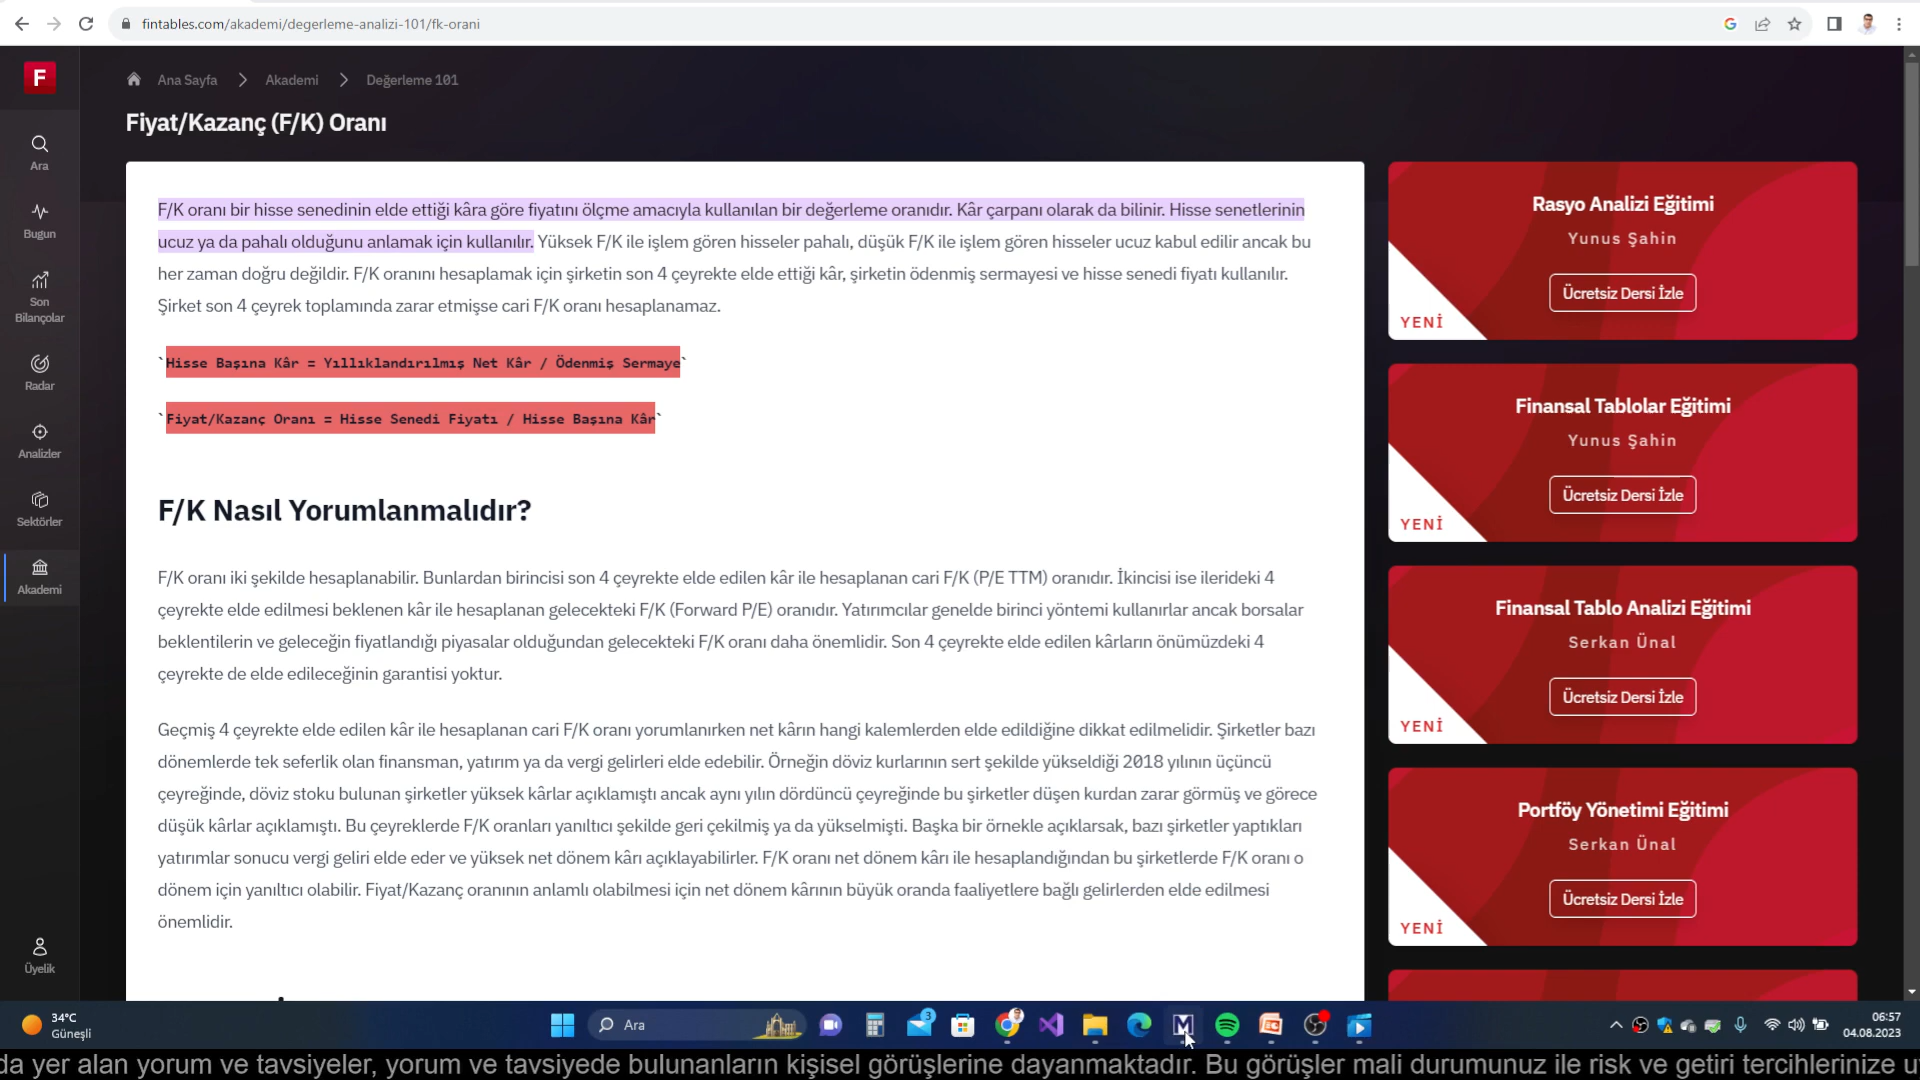 fintables.com/akademi/degerleme-analizi-101/fk-orani
F
Ana Sayfa
Akademi
Değerleme 101
Fiyat/Kazanç (F/K) Oranı
Ara
Bugun
Son
Bilançolar
Radar
Analizler
Sektörler
Akademi
Üyelik
F/K oranı bir hisse senedinin elde ettiği kâra göre fiyatını ölçme amacıyla kullanılan bir değerleme oranıdır. Kâr çarpanı olarak da bilinir. Hisse senetlerinin
ucuz ya da pahalı olduğunu anlamak için kullanılır. Yüksek F/K ile işlem gören hisseler pahalı, düşük F/K ile işlem gören hisseler ucuz kabul edilir ancak bu
her zaman doğru değildir. F/K oranını hesaplamak için şirketin son 4 çeyrekte elde ettiği kâr, şirketin ödenmiş sermayesi ve hisse senedi fiyatı kullanılır.
Şirket son 4 çeyrek toplamında zarar etmişse cari F/K oranı hesaplanamaz.
`Hisse Başına Kâr = Yıllıklandırılmış Net Kâr / Ödenmiş Sermaye`
`Fiyat/Kazanç Oranı = Hisse Senedi Fiyatı / Hisse Başına Kâr`
F/K Nasıl Yorumlanmalıdır?
F/K oranı iki şekilde hesaplanabilir. Bunlardan birincisi son 4 çeyrekte elde edilen kâr ile hesaplanan cari F/K (P/E TTM) oranıdır. İkincisi ise ilerideki 4
çeyrekte elde edilmesi beklenen kâr ile hesaplanan gelecekteki F/K (Forward P/E) oranıdır. Yatırımcılar genelde birinci yöntemi kullanırlar ancak borsalar
beklentilerin ve geleceğin fiyatlandığı piyasalar olduğundan gelecekteki F/K oranı daha önemlidir. Son 4 çeyrekte elde edilen kârların önümüzdeki 4
çeyrekte de elde edileceğinin garantisi yoktur.
Geçmiş 4 çeyrekte elde edilen kâr ile hesaplanan cari F/K oranı yorumlanırken net kârın hangi kalemlerden elde edildiğine dikkat edilmelidir. Şirketler bazı
dönemlerde tek seferlik olan finansman, yatırım ya da vergi gelirleri elde edebilir. Örneğin döviz kurlarının sert şekilde yükseldiği 2018 yılının üçüncü
çeyreğinde, döviz stoku bulunan şirketler yüksek kârlar açıklamıştı ancak aynı yılın dördüncü çeyreğinde bu şirketler düşen kurdan zarar görmüş ve görece
düşük kârlar açıklamıştı. Bu çeyreklerde F/K oranları yanıltıcı şekilde geri çekilmiş ya da yükselmişti. Başka bir örnekle açıklarsak, bazı şirketler yaptıkları
yatırımlar sonucu vergi geliri elde eder ve yüksek net dönem kârı açıklayabilirler. F/K oranı net dönem kârı ile hesaplandığından bu şirketlerde F/K oranı o
dönem için yanıltıcı olabilir. Fiyat/Kazanç oranının anlamlı olabilmesi için net dönem kârının büyük oranda faaliyetlere bağlı gelirlerden elde edilmesi
önemlidir.
Rasyo Analizi Eğitimi
Yunus Şahin
Ücretsiz Dersi İzle
YENİ
Finansal Tablolar Eğitimi
Yunus Şahin
Ücretsiz Dersi İzle
YENİ
Finansal Tablo Analizi Eğitimi
Serkan Ünal
Ücretsiz Dersi İzle
YENİ
Portföy Yönetimi Eğitimi
Serkan Ünal
Ücretsiz Dersi İzle
YENİ
34°C
Güneşli
Ara
3
06:57
04.08.2023
da yer alan yorum ve tavsiyeler, yorum ve tavsiyede bulunanların kişisel görüşlerine dayanmaktadır. Bu görüşler mali durumunuz ile risk ve getiri tercihlerinize u